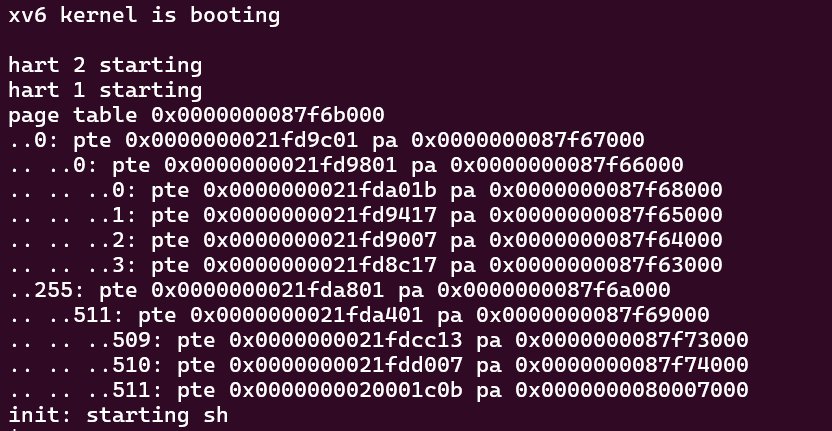 xv6 kernel is booting
hart 2 starting
hart 1 starting
page table 0x0000000087f6b000
..0: pte 0x0000000021fd9c01 pa 0x0000000087f67000
.. ..0: pte 0x0000000021fd9801 pa 0x0000000087f66000
.. .. ..0: pte 0x0000000021fda01b pa 0x0000000087f68000
.. .. ..1: pte 0x0000000021fd9417 pa 0x0000000087f65000
.. .. ..2: pte 0x0000000021fd9007 pa 0x0000000087f64000
.. .. ..3: pte 0x0000000021fd8c17 pa 0x0000000087f63000
..255: pte 0x0000000021fda801 pa 0x0000000087f6a000
.. ..511: pte 0x0000000021fda401 pa 0x0000000087f69000
.. .. ..509: pte 0x0000000021fdcc13 pa 0x0000000087f73000
.. .. ..510: pte 0x0000000021fdd007 pa 0x0000000087f74000
.. .. ..511: pte 0x0000000020001c0b pa 0x0000000080007000
init: starting sh